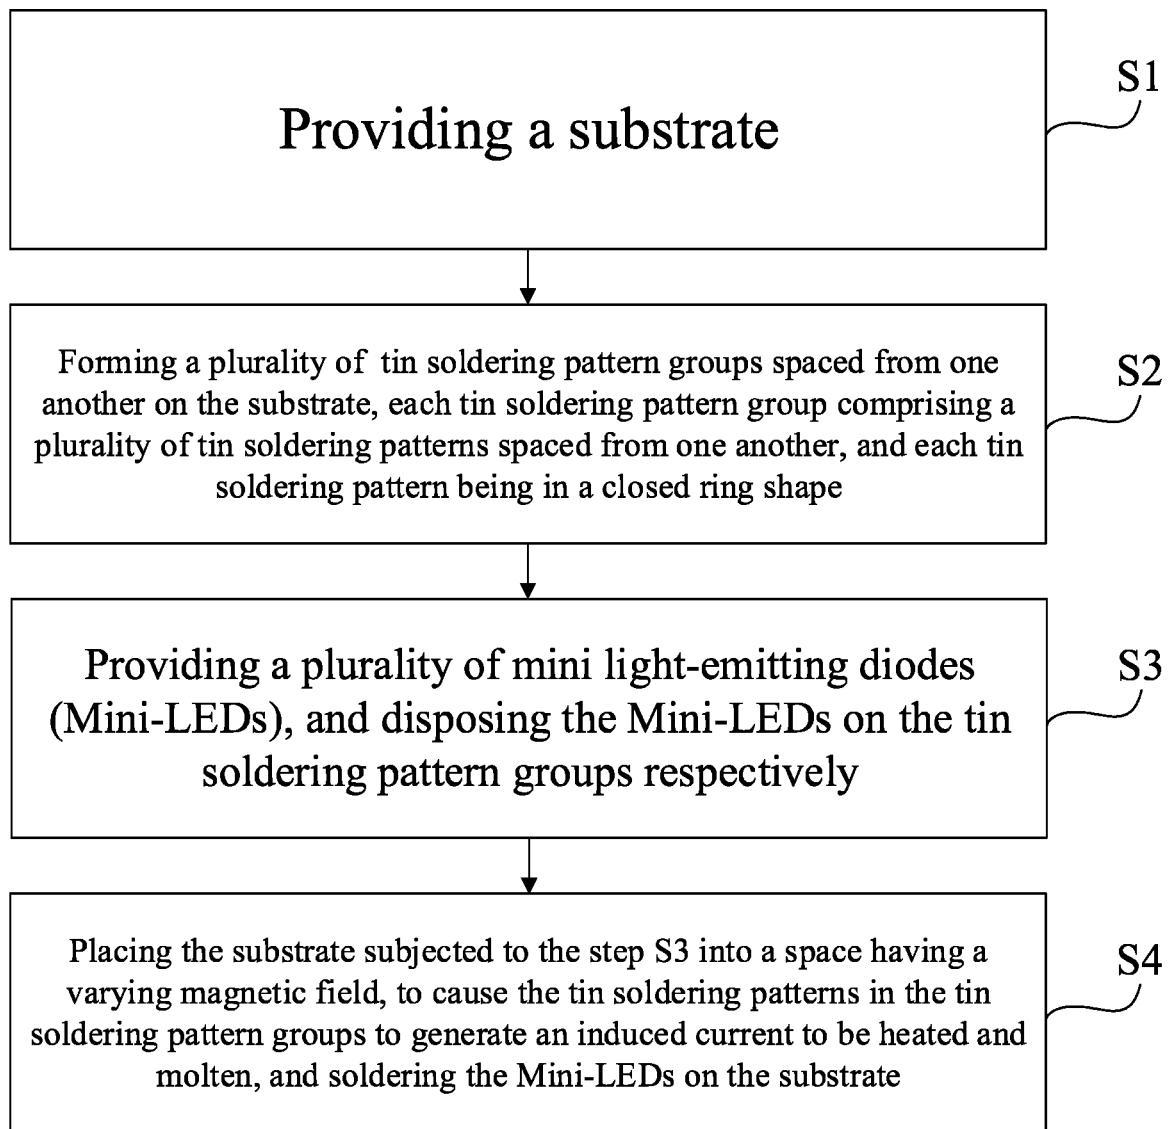 Providing a substrate
S1
Forming a plurality of tin soldering pattern groups spaced from one
another on the substrate, each tin soldering pattern group comprising a
plurality of tin soldering patterns spaced from one another, and each tin
soldering pattern being in a closed ring shape
S2
Providing a plurality of mini light-emitting diodes
(Mini-LEDs), and disposing the Mini-LEDs on the tin
soldering pattern groups respectively
S3
Placing the substrate subjected to the step S3 into a space having a
varying magnetic field, to cause the tin soldering patterns in the tin
soldering pattern groups to generate an induced current to be heated and
molten, and soldering the Mini-LEDs on the substrate
S4